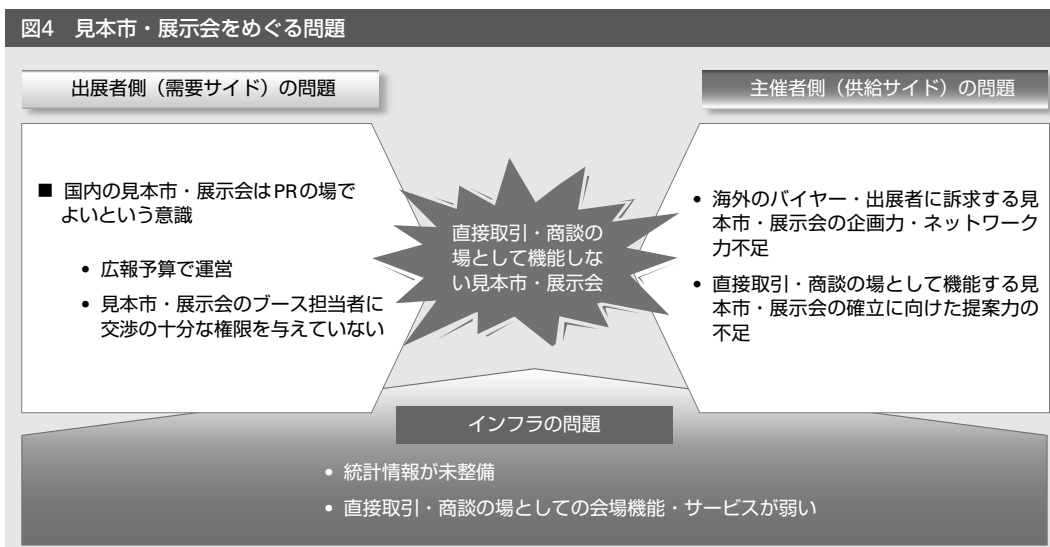 図4 見本市・展示会をめぐる問題
出展者側（需要サイド）の問題
■ 国内の見本市・展示会はPRの場で
よいという意識
• 広報予算で運営
• 見本市・展示会のブース担当者に
交渉の十分な権限を与えていない
直接取引・商談の
場として機能しな
い見本市・展示会
主催者側（供給サイド）の問題
• 海外のバイヤー・出展者に訴求する見
本市・展示会の企画力・ネットワーク
力不足
• 直接取引・商談の場として機能する見
本市・展示会の確立に向けた提案力の
不足
インフラの問題
• 統計情報が未整備
• 直接取引・商談の場としての会場機能・サービスが弱い